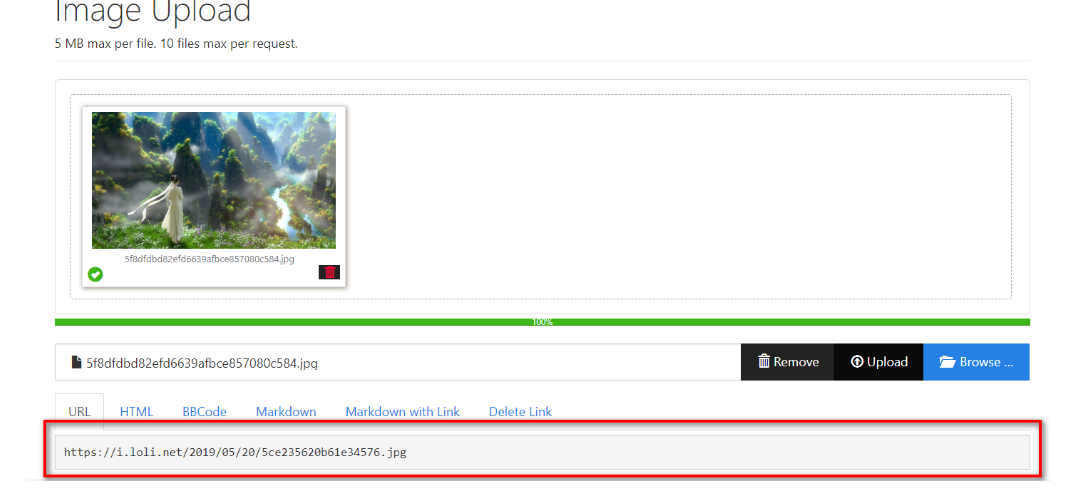 Image Upload
5 MB max per file. 10 files max per request.
5f8dfdbd82efd6639afbce857080c584.jpg
100%
5f8dfdbd82efd6639afbce857080c584.jpg
Remove
Upload
Browse ...
URL
HTML
BBCode
Markdown
Markdown with Link
Delete Link
https://i.loli.net/2019/05/20/5ce235620b61e34576.jpg